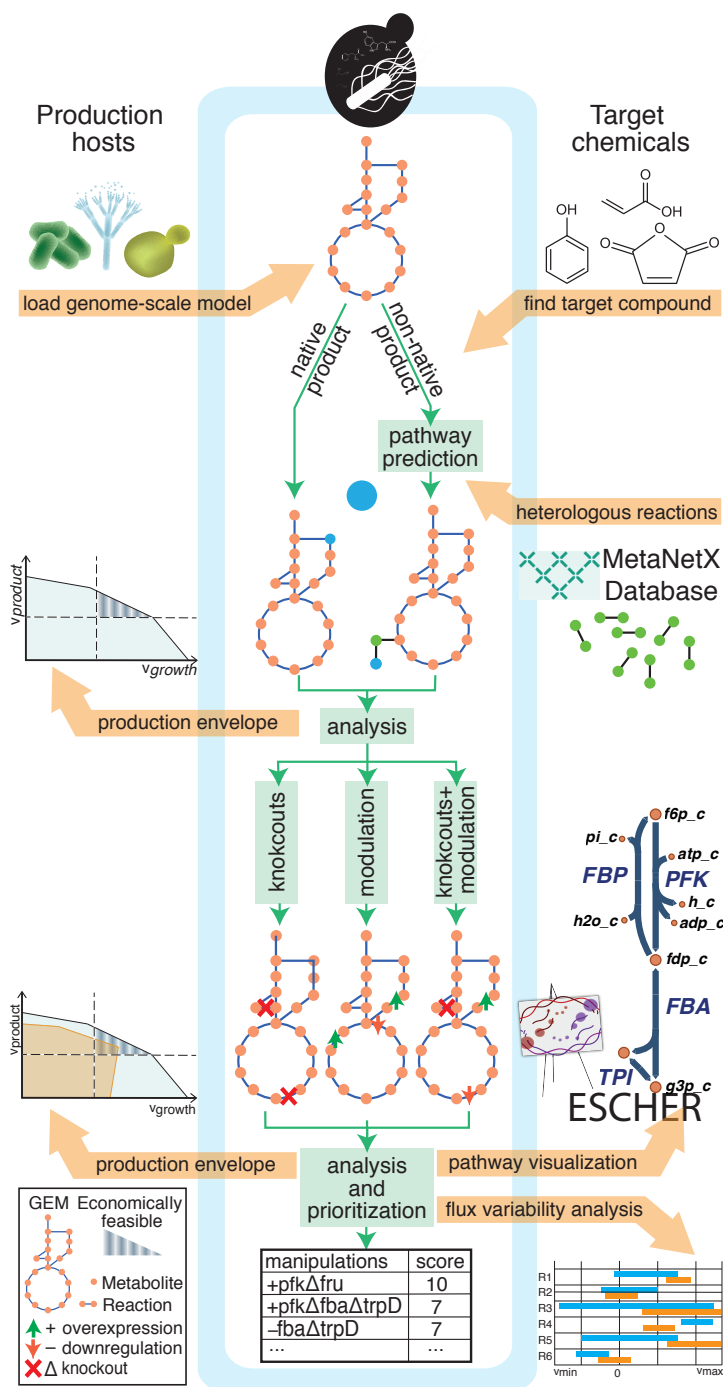 Production
hosts
Target
chemicals
O
OH
OH
O
O
O
load genome-scale model
find target compound
native
product
non-native
product
pathway
prediction
heterologous reactions
MetaNetX
Database
vproduct
vgrowth
production envelope
analysis
knokcouts
modulation
knokcouts+
modulation
f6p_c
pi_c
atp_c
FBP
PFK
h_c
h2o_c
adp_c
fdp_c
FBA
TPI
g3p_c
ESCHER
vproduct
vgrowth
production envelope
analysis
and
prioritization
pathway visualization
flux variability analysis
GEM
Economically
feasible
Metabolite
Reaction
+ overexpression
– downregulation
Δ knockout
manipulations score
+pfkΔfru 10
+pfkΔfbaΔtrpD 7
–fbaΔtrpD 7
... ...
R1
R2
R3
R4
R5
R6
vmin 0 vmax